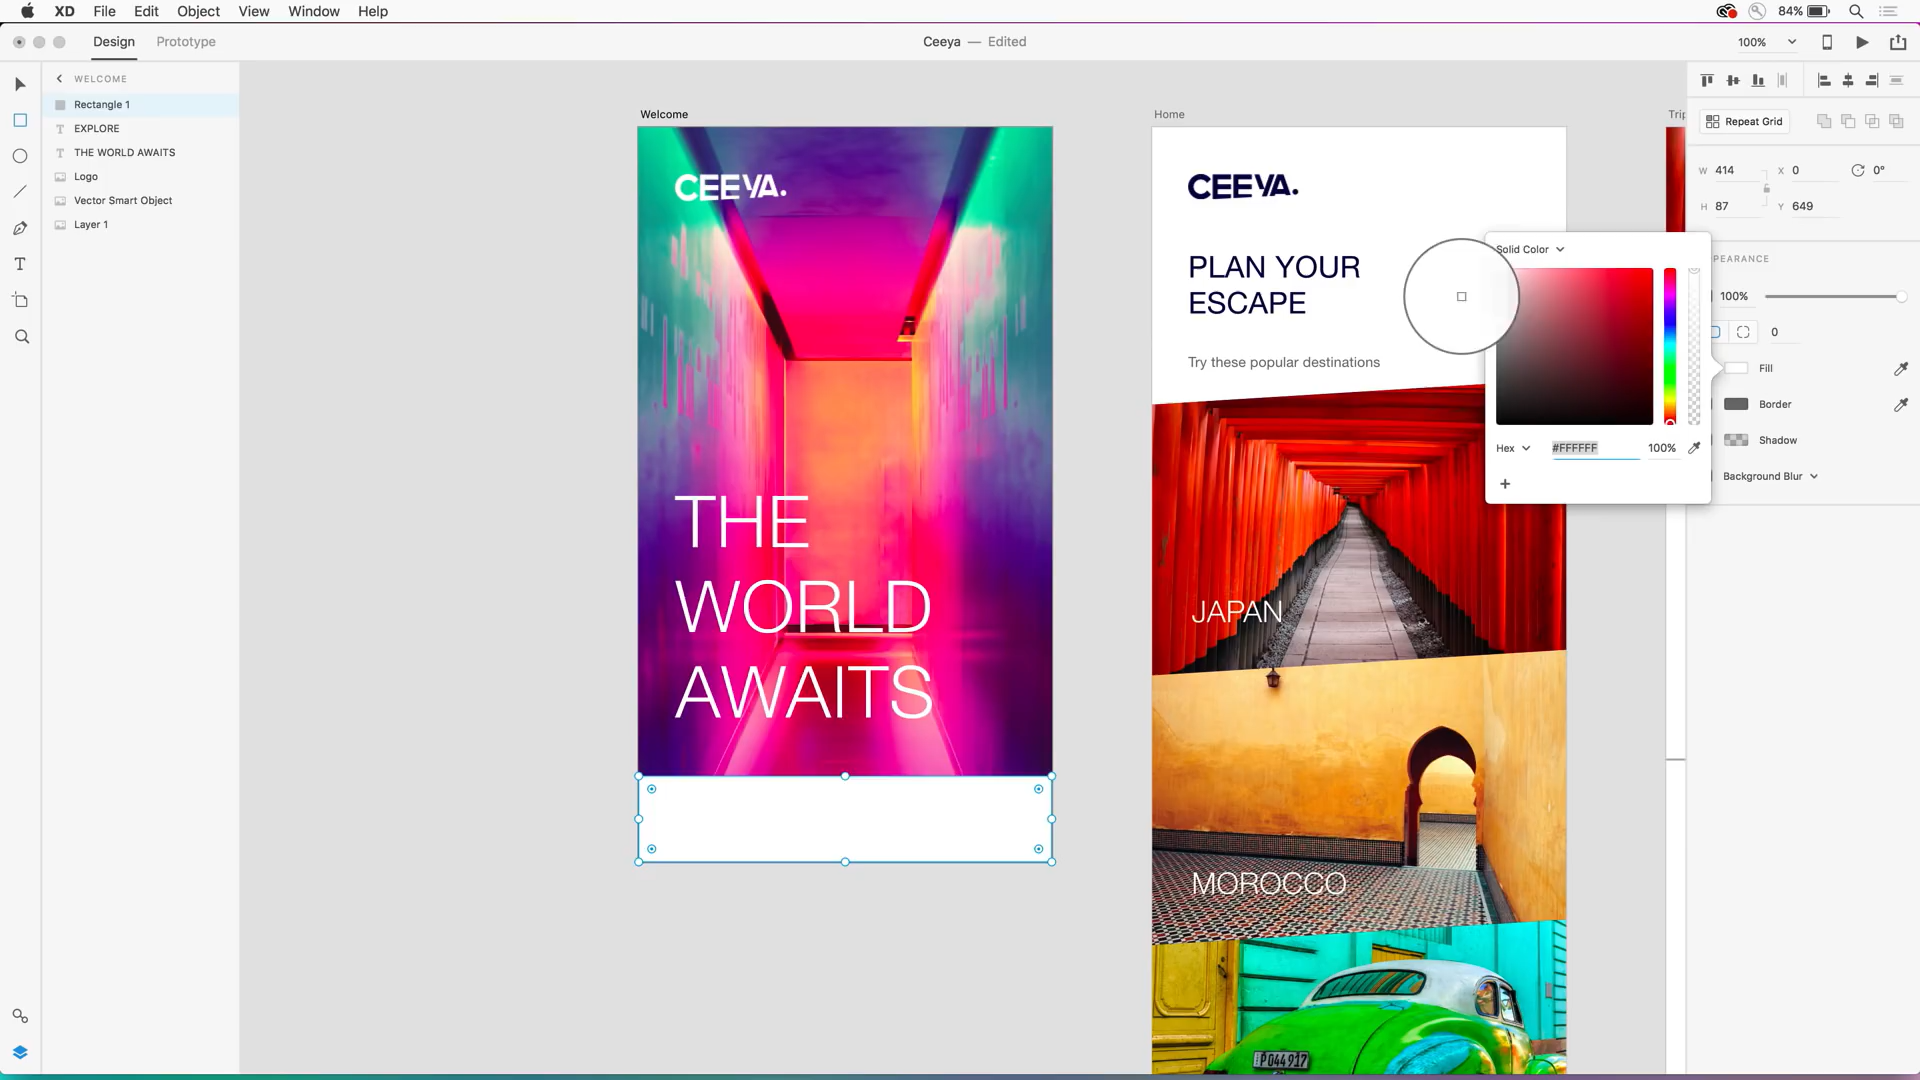 XD File Edit Object View Window Help
84%
Design Prototype
Ceeya — Edited
100%
WELCOME
Rectangle 1
EXPLORE
THE WORLD AWAITS
Logo
Vector Smart Object
Layer 1
Welcome
CEEYA.
THE
WORLD
AWAITS
Home
CEEYA.
PLAN YOUR
ESCAPE
Try these popular destinations
JAPAN
MOROCCO
P044917
Trip
Repeat Grid
W 414 X 0 0°
H 87 Y 649
PEARANCE
100%
0
Fill
Border
Shadow
Background Blur
Solid Color
Hex #FFFFFF 100%